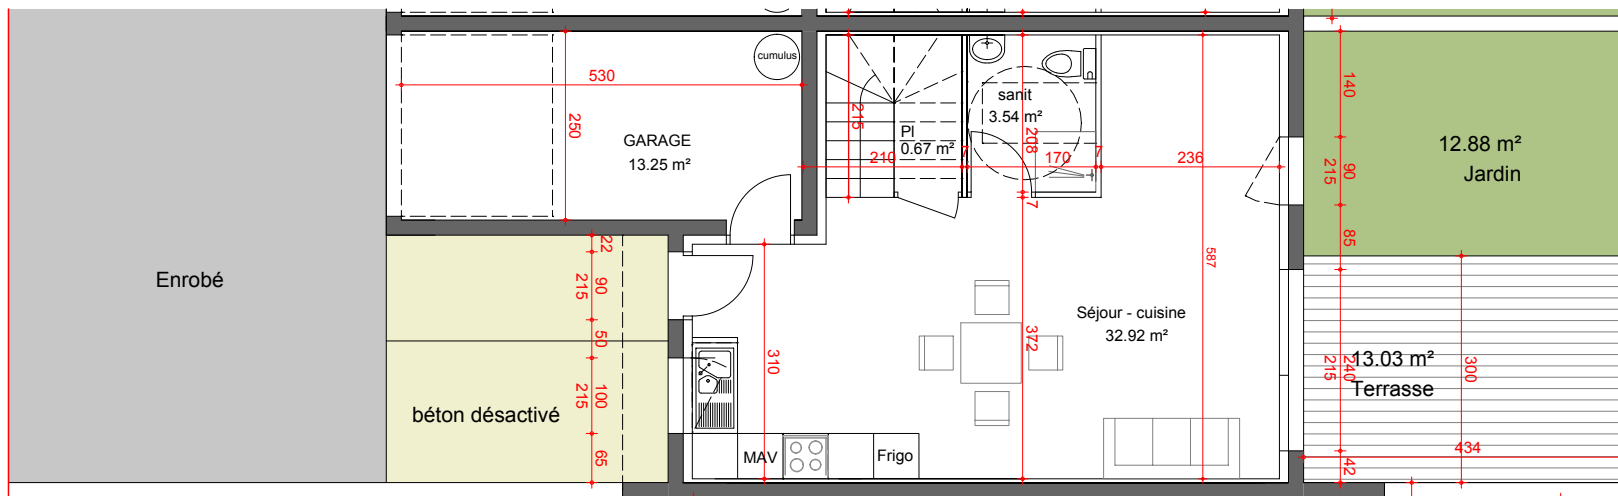 cumulus
530
250
GARAGE
13.25 m²
215
Pl
0.67 m²
210
7
sanit
3.54 m²
208
170
7
236
7
587
140
90
215
85
12.88 m²
Jardin
Enrobé
22
90
215
50
100
215
65
béton désactivé
310
372
Séjour - cuisine
32.92 m²
MAV
Frigo
240
215
42
13.03 m²
Terrasse
300
434